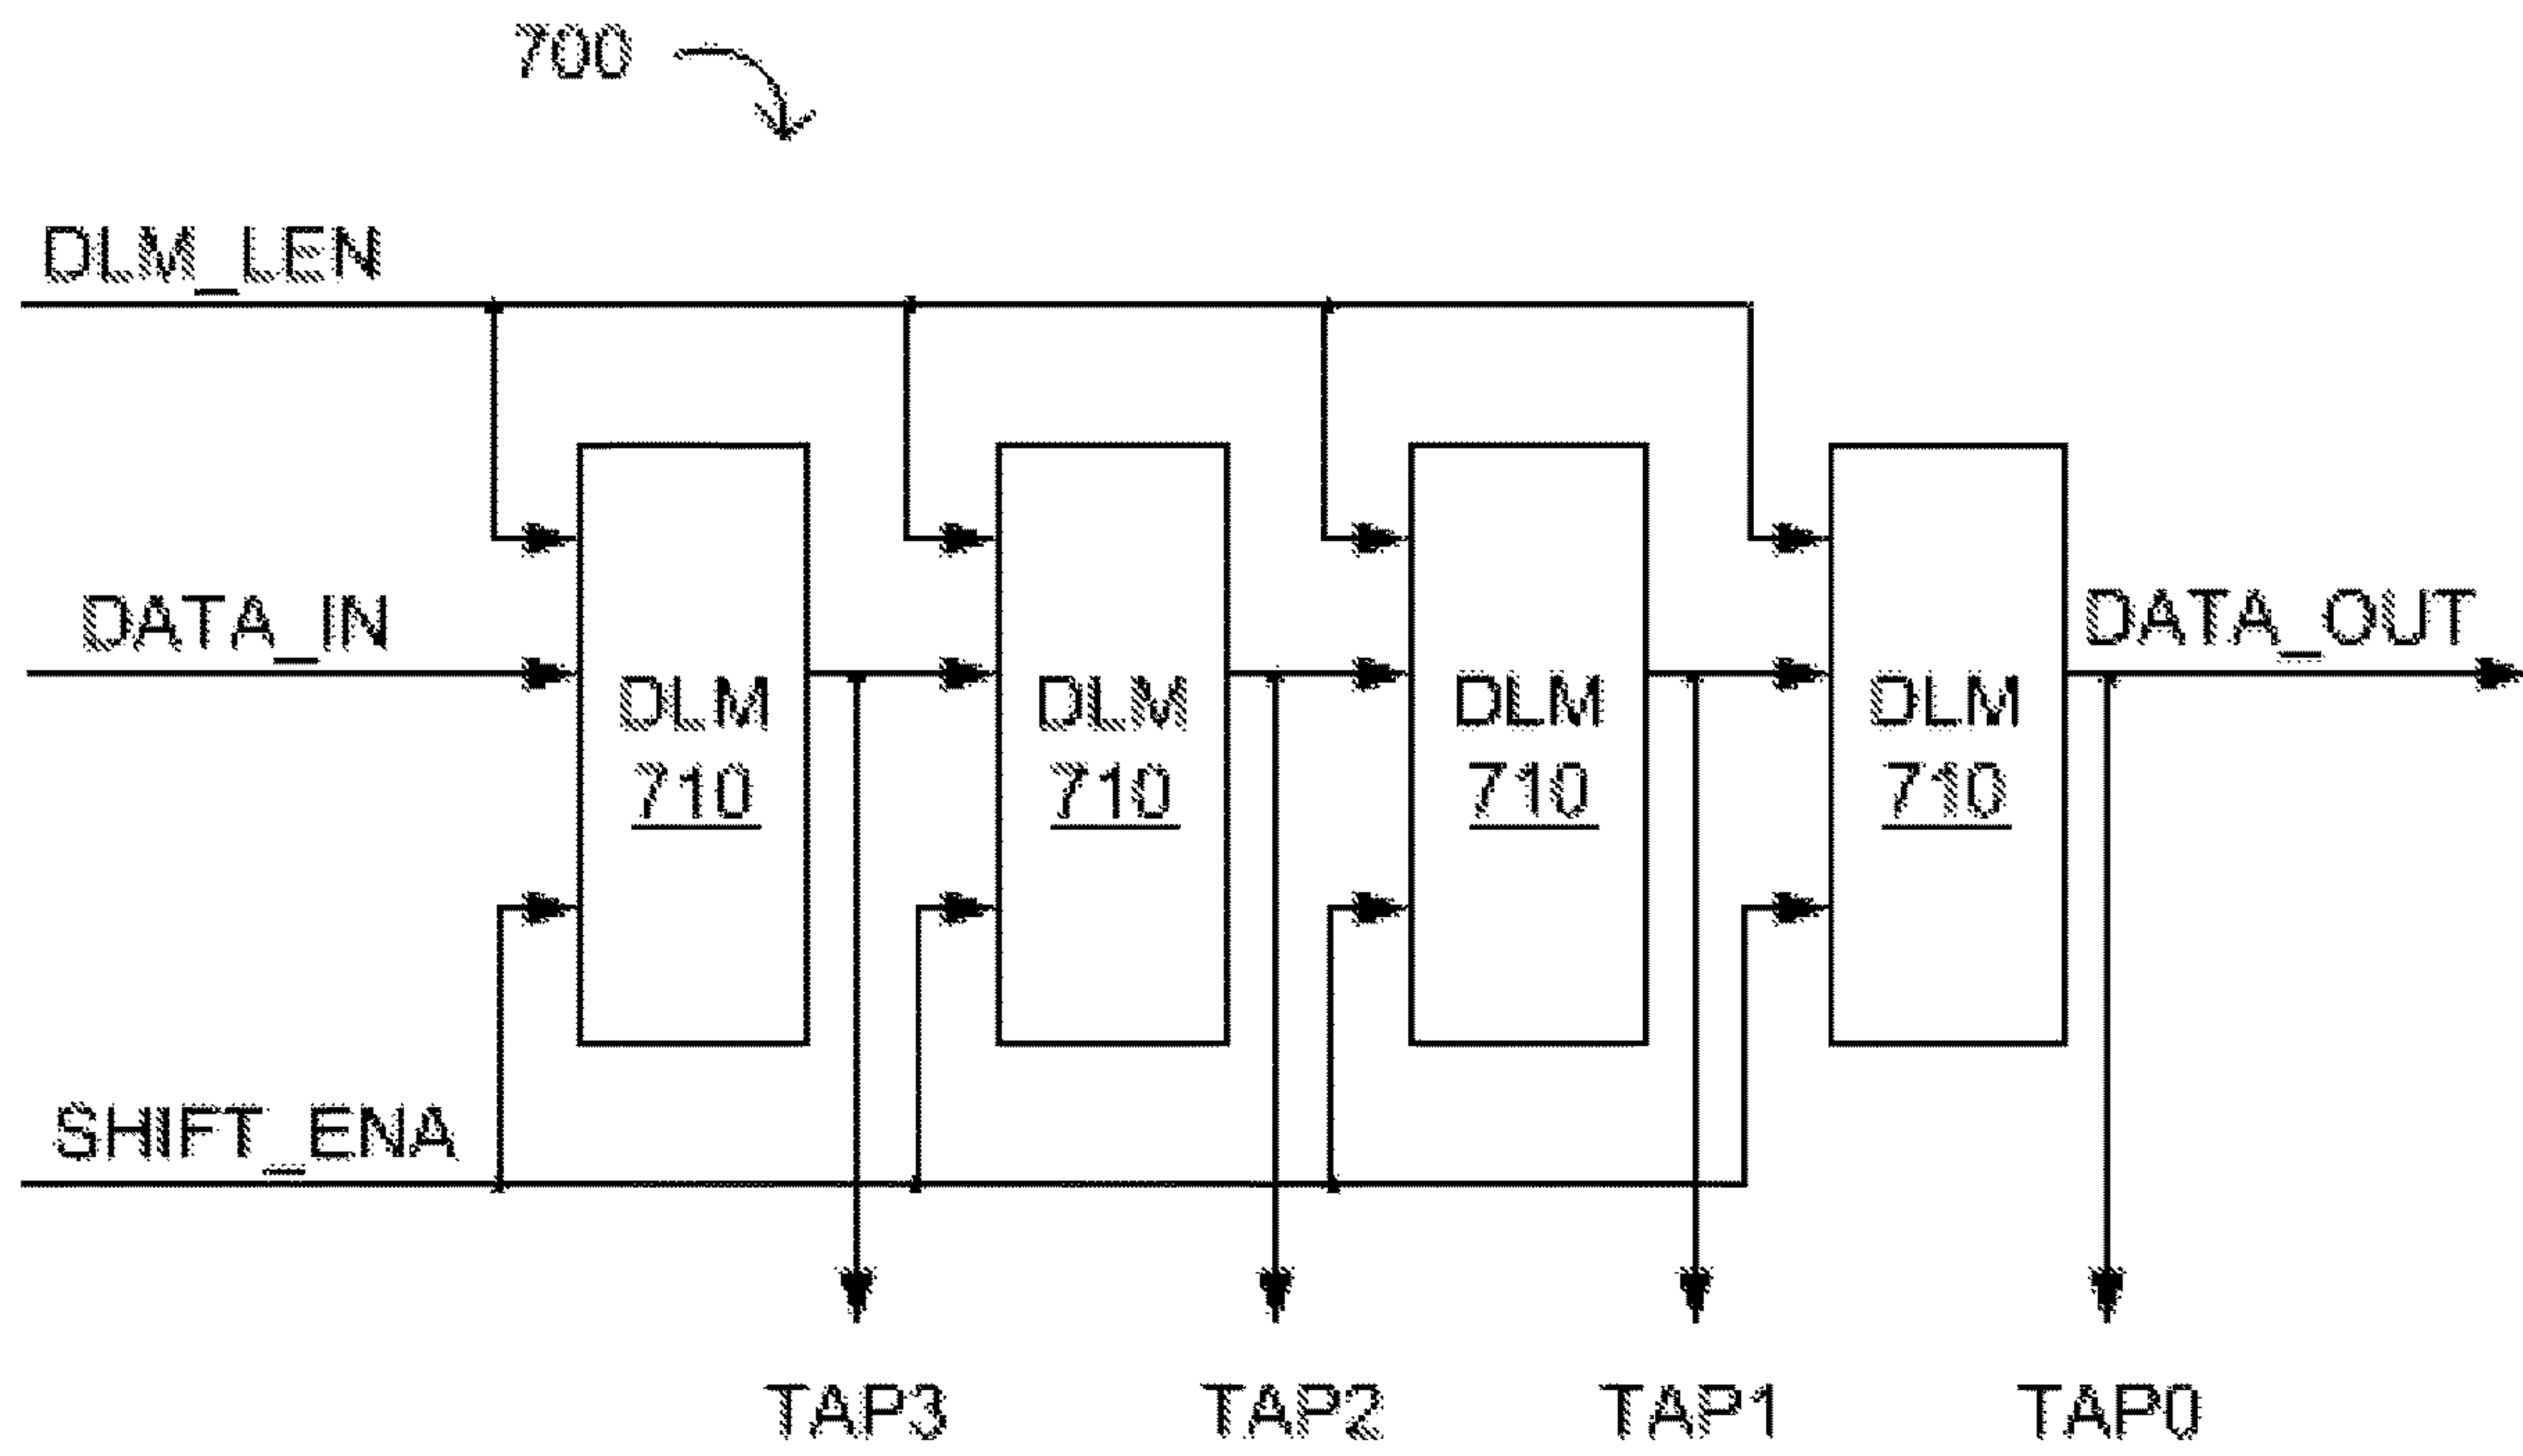 700
DLM_LEN
DATA_IN
DATA_OUT
DLM
710
DLM
710
DLM
710
DLM
710
SHIFT_ENA
TAP3
TAP2
TAP1
TAP0